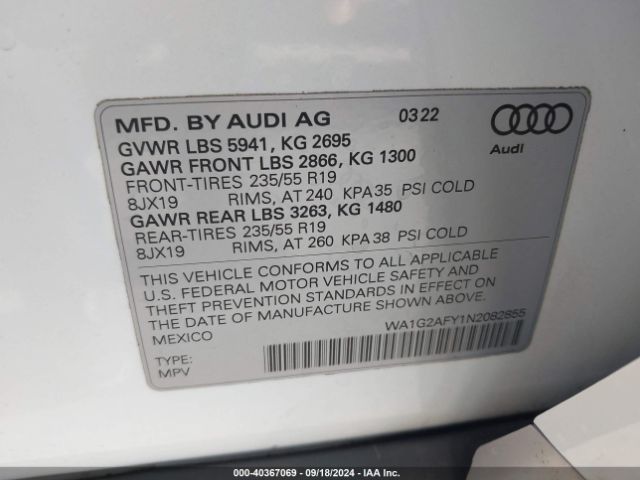 MFD. BY AUDI AG 0322
GVWR LBS 5941, KG 2695
GAWR FRONT LBS 2866, KG 1300
FRONT-TIRES 235/55 R19
8JX19 RIMS, AT 240 KPA35 PSI COLD
GAWR REAR LBS 3263, KG 1480
REAR-TIRES 235/55 R19
8JX19 RIMS, AT 260 KPA 38 PSI COLD
Audi
THIS VEHICLE CONFORMS TO ALL APPLICABLE
U.S. FEDERAL MOTOR VEHICLE SAFETY AND
THEFT PREVENTION STANDARDS IN EFFECT ON
THE DATE OF MANUFACTURE SHOWN ABOVE.
MEXICO WA1G2AFY1N2082855
TYPE:
MPV
000-40367069 - 09/18/2024 - IAA Inc.